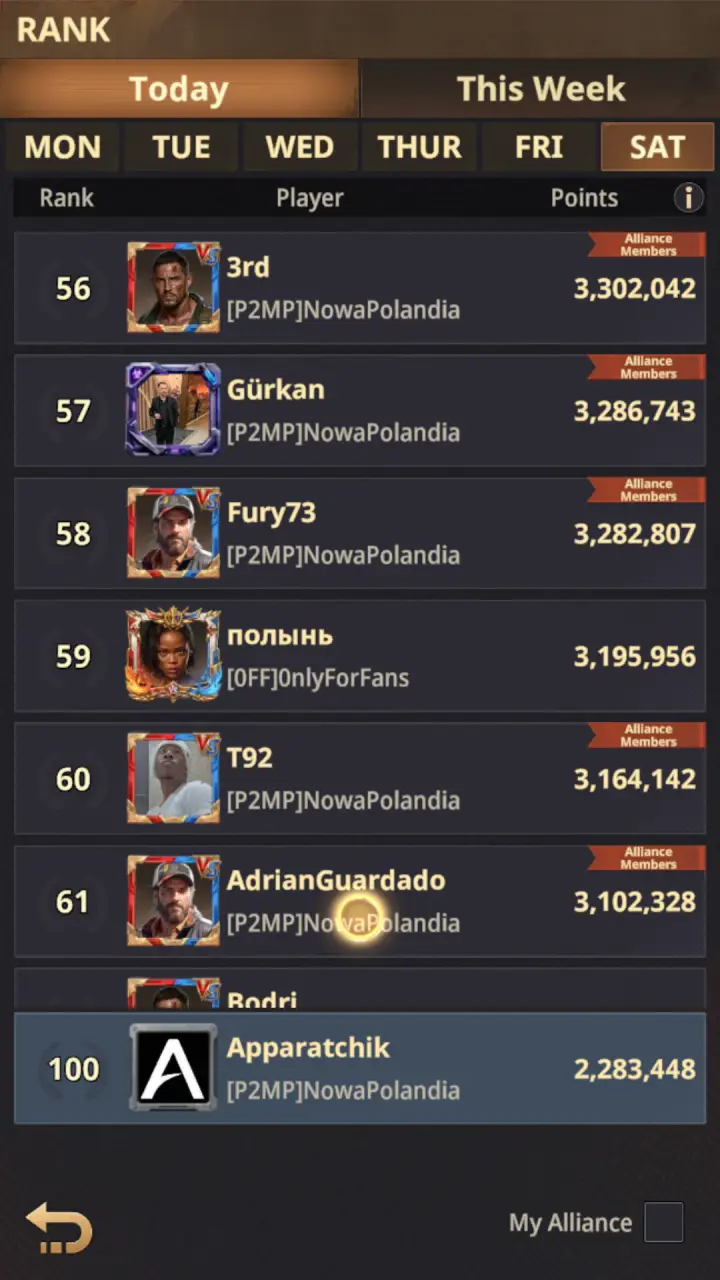 RANK
Today
This Week
MON TUE WED THUR FRI SAT
Rank Player Points
Alliance Members
56 3rd 3,302,042
[P2MP]NowaPolandia
Alliance Members
57 Gürkan 3,286,743
[P2MP]NowaPolandia
Alliance Members
58 Fury73 3,282,807
[P2MP]NowaPolandia
59 полынь 3,195,956
[0FF]0nlyForFans
Alliance Members
60 T92 3,164,142
[P2MP]NowaPolandia
Alliance Members
61 AdrianGuardado 3,102,328
[P2MP]NowaPolandia
Bodri
100 Apparatchik 2,283,448
[P2MP]NowaPolandia
My Alliance